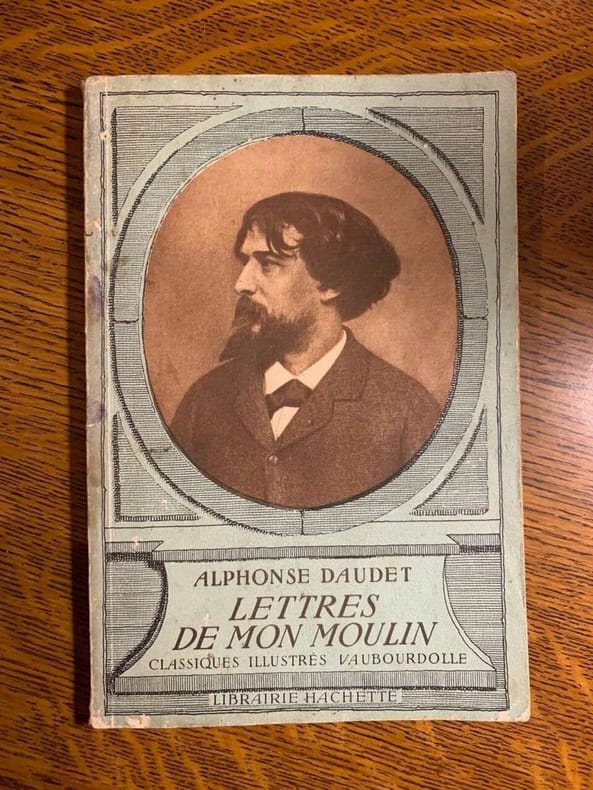 ALPHONSE DAUDET
LETTRES
DE MON MOULIN
CLASSIQUES ILLUSTRÉS VAUBOURDOLLE
LIBRAIRIE HACHETTE